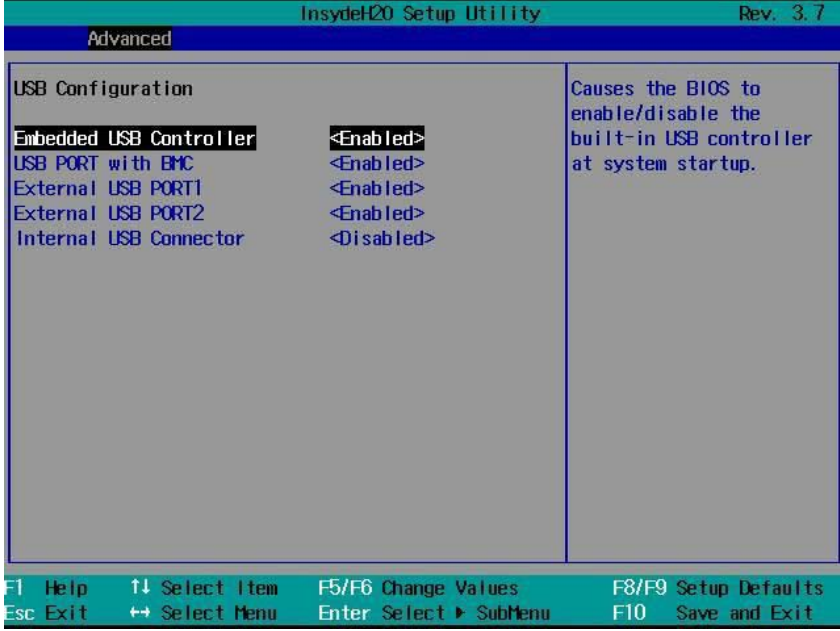 InsydeH2O Setup Utility Rev. 3.7
Advanced
USB Configuration
Embedded USB Controller <Enabled>
USB PORT with BMC <Enabled>
External USB PORT1 <Enabled>
External USB PORT2 <Enabled>
Internal USB Connector <Disabled>
Causes the BIOS to
enable/disable the
built-in USB controller
at system startup.
F1 Help ↑↓ Select Item F5/F6 Change Values F8/F9 Setup Defaults
Esc Exit ↔ Select Menu Enter Select ▶ SubMenu F10 Save and Exit